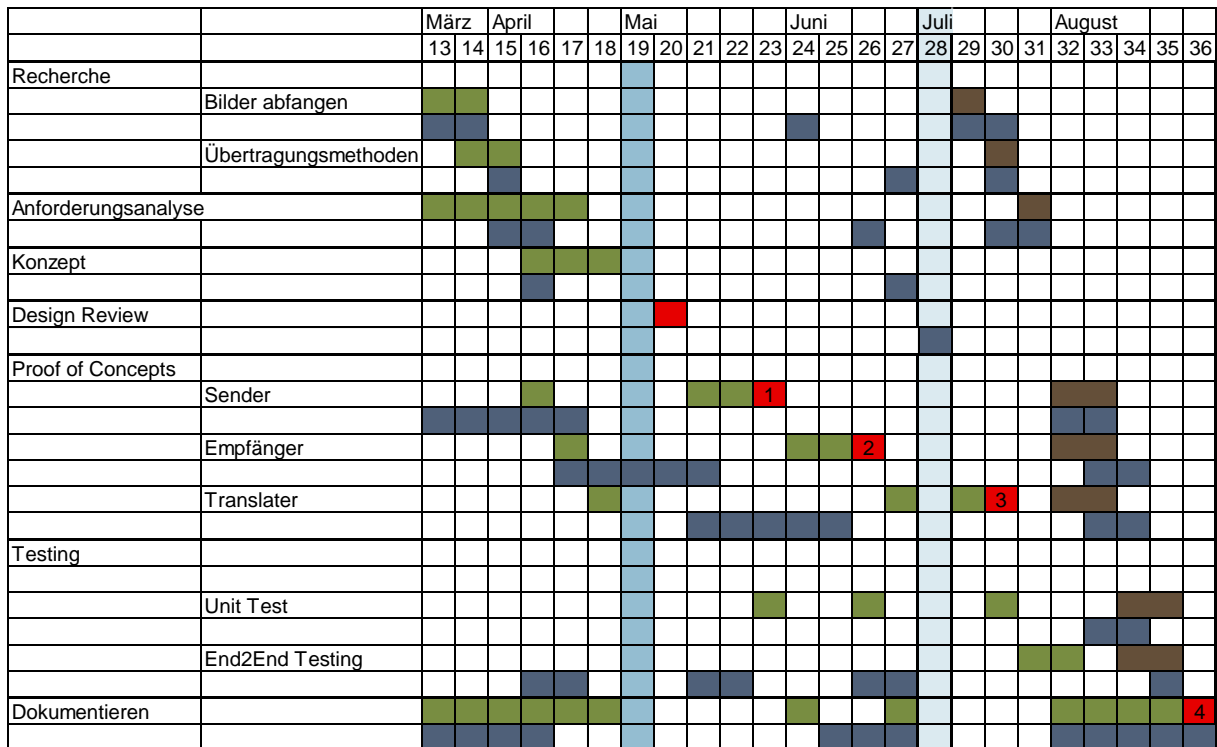 März April Mai Juni Juli August
13 14 15 16 17 18 19 20 21 22 23 24 25 26 27 28 29 30 31 32 33 34 35 36
Recherche
Bilder abfangen
Übertragungsmethoden
Anforderungsanalyse
Konzept
Design Review
Proof of Concepts
Sender 1
Empfänger 2
Translater 3
Testing
Unit Test
End2End Testing
Dokumentieren 4